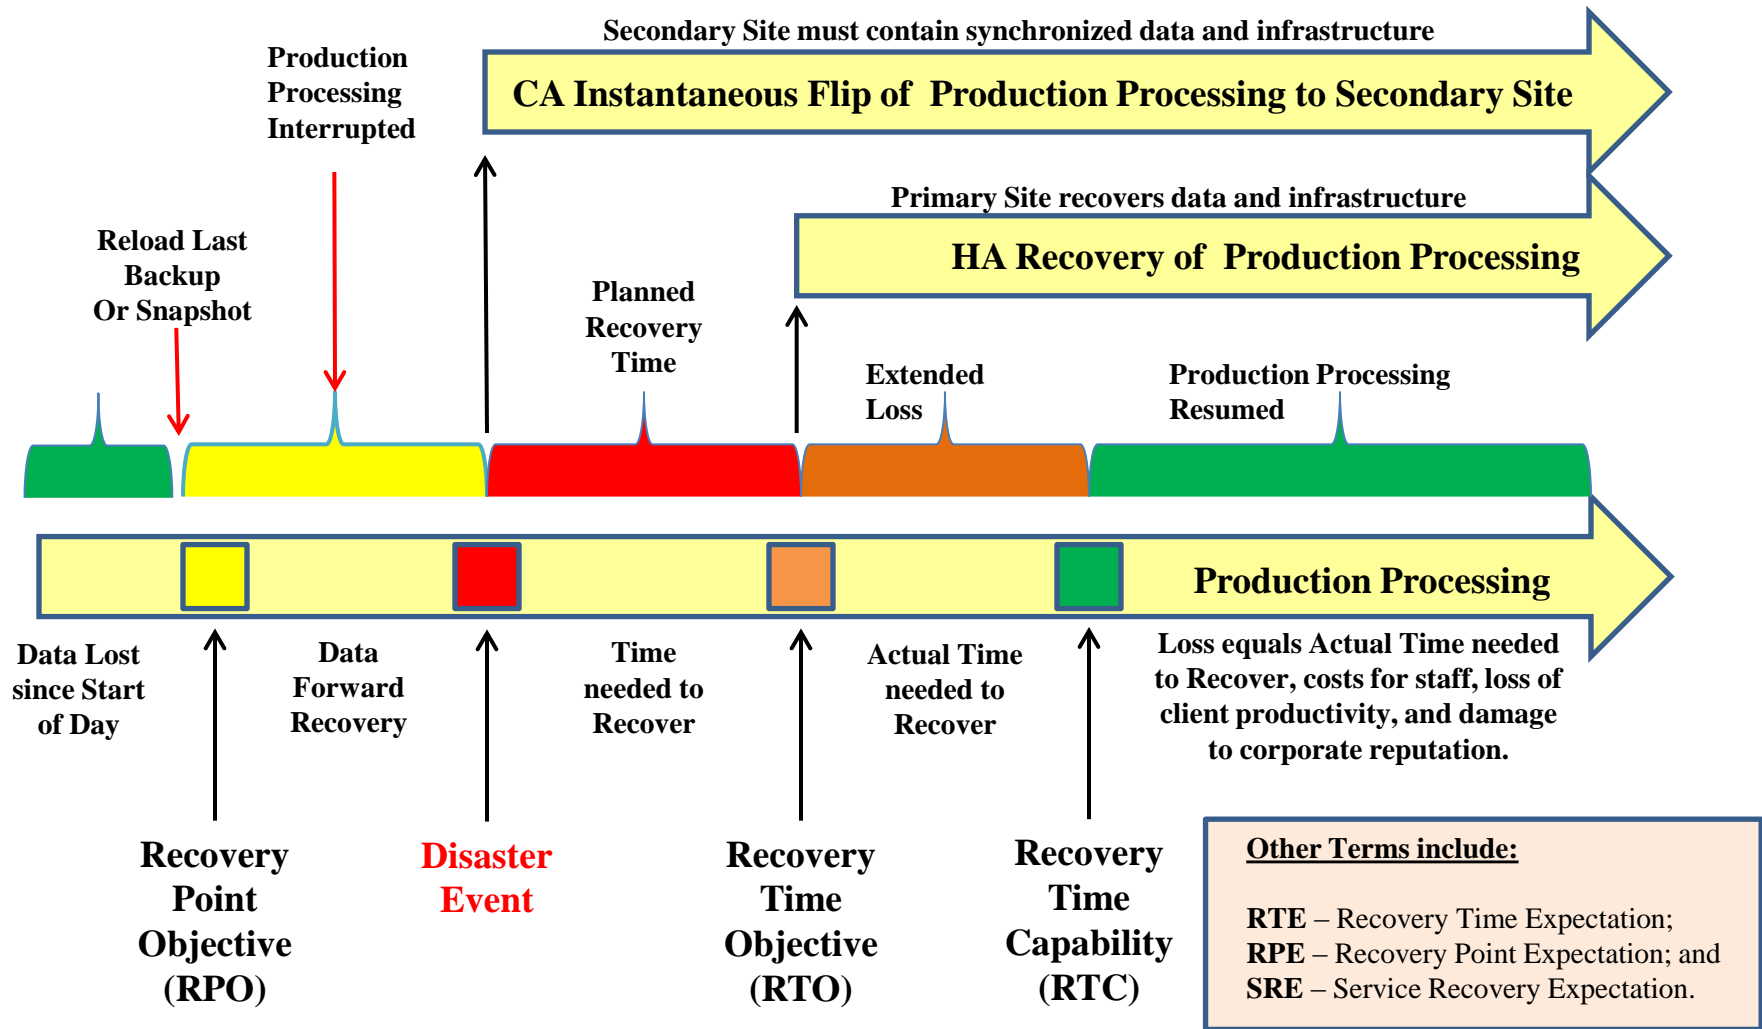 Secondary Site must contain synchronized data and infrastructure
CA Instantaneous Flip of Production Processing to Secondary Site
Production
Processing
Interrupted
Primary Site recovers data and infrastructure
HA Recovery of Production Processing
Reload Last
Backup
Or Snapshot
Planned
Recovery
Time
Extended
Loss
Production Processing
Resumed
Production Processing
Data Lost
since Start
of Day
Data
Forward
Recovery
Time
needed to
Recover
Actual Time
needed to
Recover
Loss equals Actual Time needed
to Recover, costs for staff, loss of
client productivity, and damage
to corporate reputation.
Recovery
Point
Objective
(RPO)
Disaster
Event
Recovery
Time
Objective
(RTO)
Recovery
Time
Capability
(RTC)
Other Terms include:
RTE – Recovery Time Expectation;
RPE – Recovery Point Expectation; and
SRE – Service Recovery Expectation.